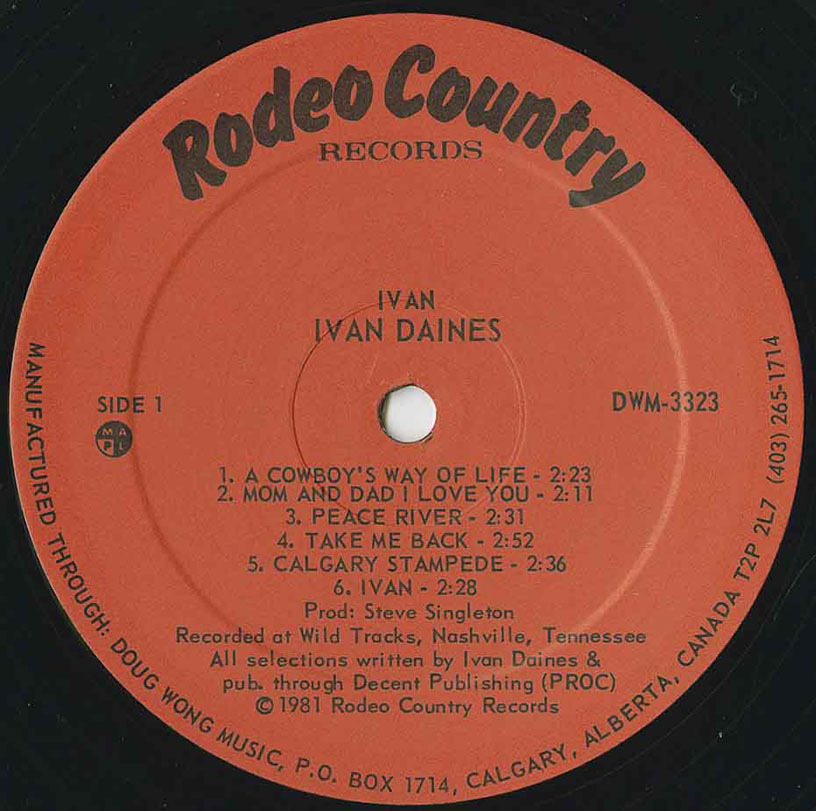 Rodeo Country
RECORDS
IVAN
IVAN DAINES
SIDE 1
DWM-3323
M A
P L
1. A COWBOY'S WAY OF LIFE - 2:23
2. MOM AND DAD I LOVE YOU - 2:11
3. PEACE RIVER - 2:31
4. TAKE ME BACK - 2:52
5. CALGARY STAMPEDE - 2:36
6. IVAN - 2:28
Prod: Steve Singleton
Recorded at Wild Tracks, Nashville, Tennessee
All selections written by Ivan Daines &
pub. through Decent Publishing (PROC)
© 1981 Rodeo Country Records
MANUFACTURED THROUGH: DOUG WONG MUSIC, P.O. BOX 1714, CALGARY, ALBERTA, CANADA T2P 2L7 (403) 265-1714